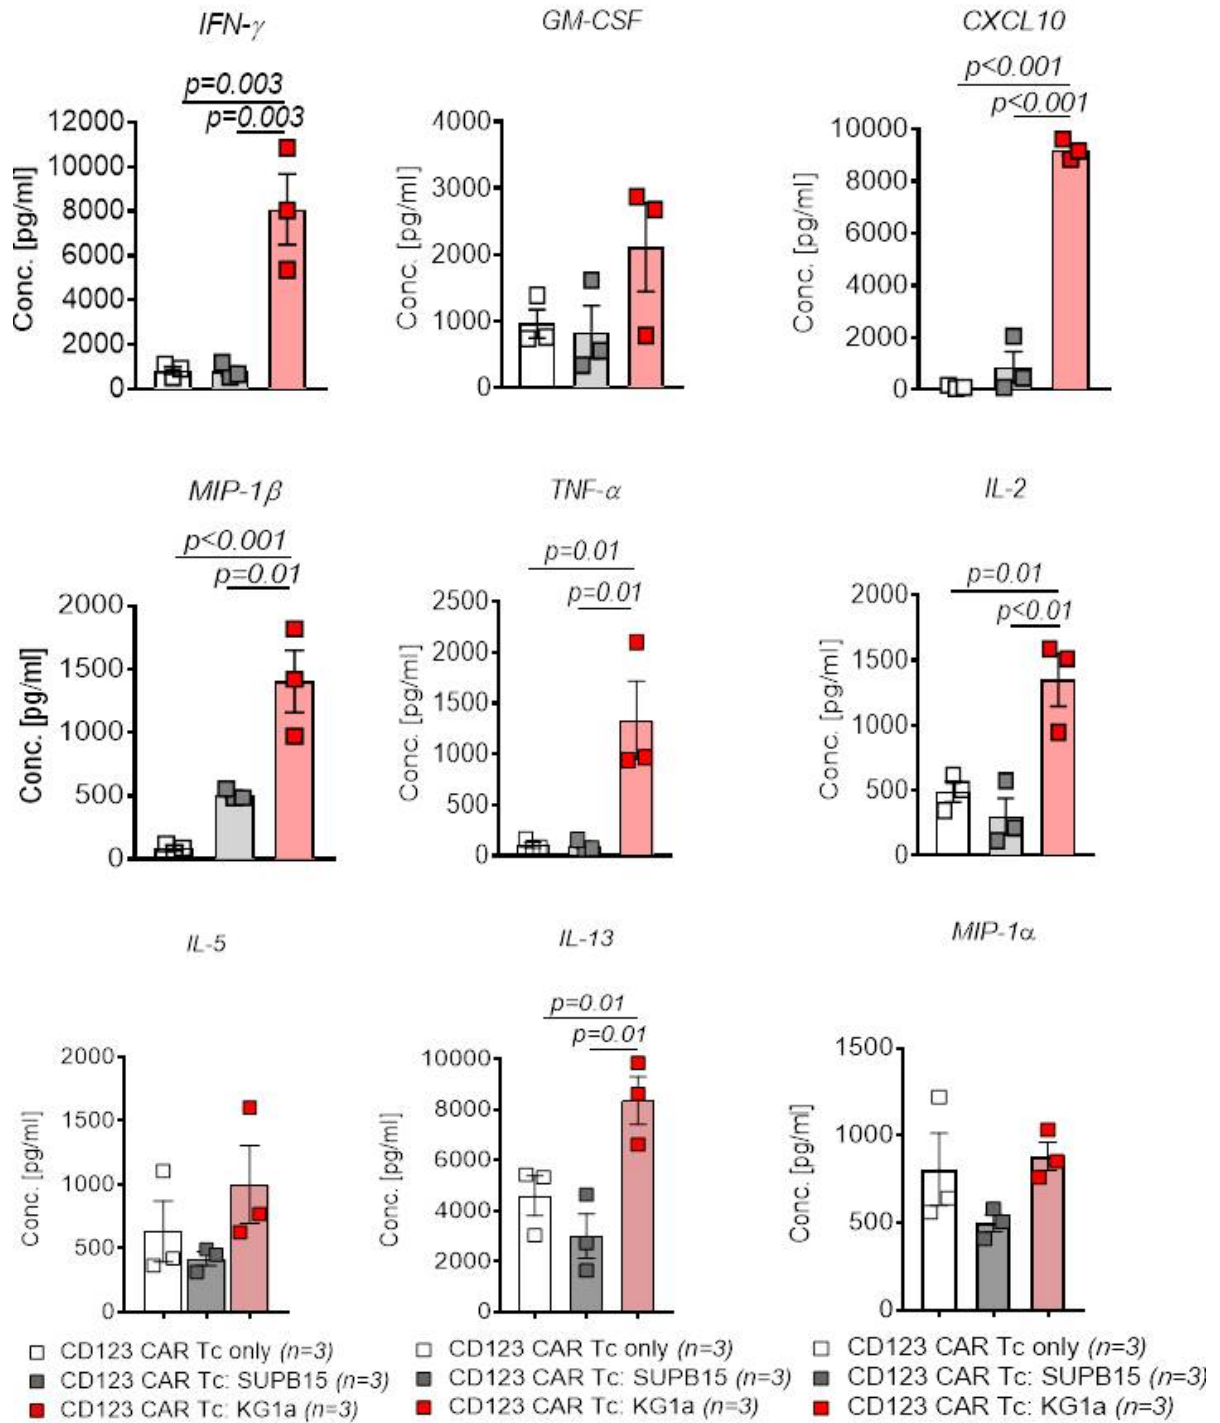 IFN-γ
p=0.003
p=0.003
12000
10000
8000
6000
4000
2000
0
Conc. [pg/ml]
GM-CSF
4000
3000
2000
1000
0
Conc. [pg/ml]
CXCL10
p<0.001
p<0.001
10000
8000
6000
4000
2000
0
Conc. [pg/ml]
MIP-1β
p<0.001
p=0.01
2000
1500
1000
500
0
Conc. [pg/ml]
TNF-α
p=0.01
p=0.01
2500
2000
1500
1000
500
0
Conc. [pg/ml]
IL-2
p=0.01
p<0.01
2000
1500
1000
500
0
Conc. [pg/ml]
IL-5
2000
1500
1000
500
0
Conc. [pg/ml]
IL-13
p=0.01
p=0.01
10000
8000
6000
4000
2000
0
Conc. [pg/ml]
MIP-1α
1500
1000
500
0
Conc. [pg/ml]
CD123 CAR Tc only (n=3)
CD123 CAR Tc: SUPB15 (n=3)
CD123 CAR Tc: KG1a (n=3)
CD123 CAR Tc only (n=3)
CD123 CAR Tc: SUPB15 (n=3)
CD123 CAR Tc: KG1a (n=3)
CD123 CAR Tc only (n=3)
CD123 CAR Tc: SUPB15 (n=3)
CD123 CAR Tc: KG1a (n=3)